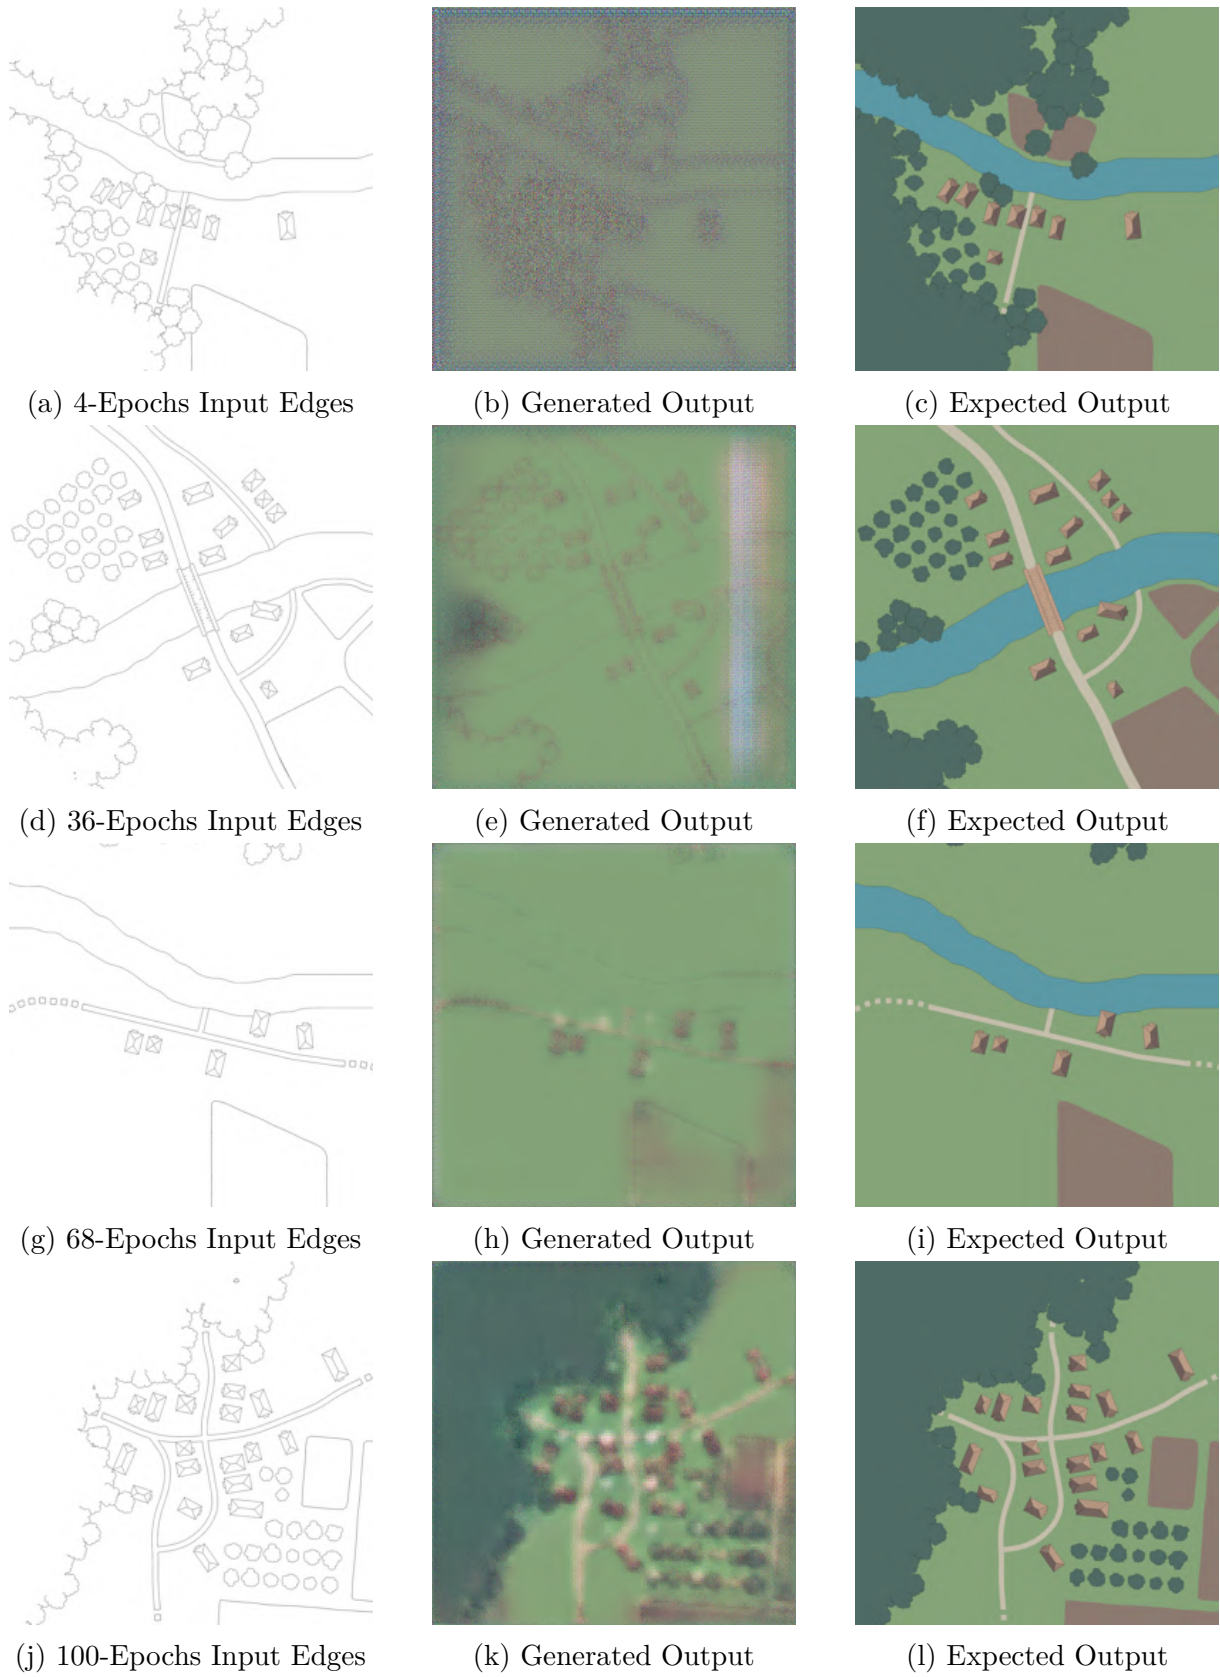 (a) 4-Epochs Input Edges
(b) Generated Output
(c) Expected Output
(d) 36-Epochs Input Edges
(e) Generated Output
(f) Expected Output
(g) 68-Epochs Input Edges
(h) Generated Output
(i) Expected Output
(j) 100-Epochs Input Edges
(k) Generated Output
(l) Expected Output